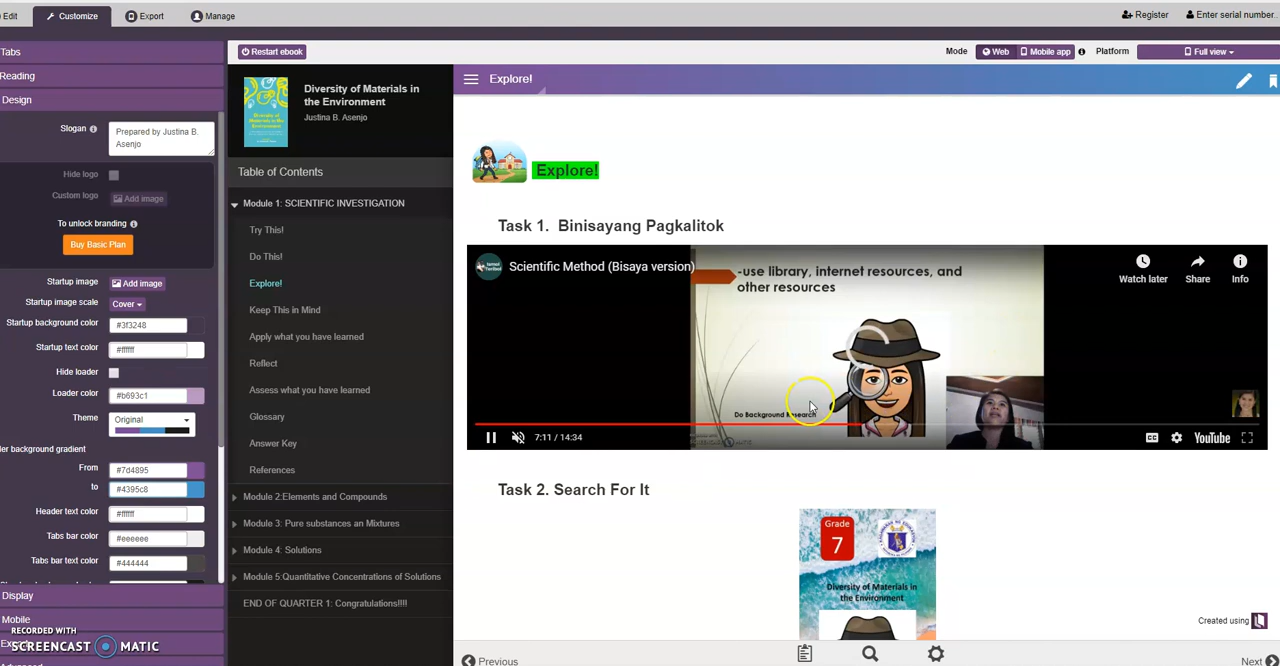 Edit
Customize
Export
Manage
Register
Enter serial number..
Tabs
Reading
Design
Slogan
Prepared by Justina B.
Asenjo
Hide logo
Custom logo
Add image
To unlock branding
Buy Basic Plan
Startup image
Add image
Startup image scale
Cover
Startup background color
#3f3248
Startup text color
#ffffff
Hide loader
Loader color
#b693c1
Theme
Original
der background gradient
From
#7d4895
to
#4395c8
Header text color
#ffffff
Tabs bar color
#eeeeee
Tabs bar text color
#444444
Display
Mobile
RECORDED WITH
SCREENCAST MATIC
Restart ebook
Mode
Web
Mobile app
Platform
Full view
Diversity of Materials in
the Environment
Justina B. Asenjo
Table of Contents
Module 1: SCIENTIFIC INVESTIGATION
Try This!
Do This!
Explore!
Keep This in Mind
Apply what you have learned
Reflect
Assess what you have learned
Glossary
Answer Key
References
Module 2:Elements and Compounds
Module 3: Pure substances an Mixtures
Module 4: Solutions
Module 5:Quantitative Concentrations of Solutions
END OF QUARTER 1: Congratulations!!!!
Explore!
Explore!
Task 1. Binisayang Pagkalitok
Scientific Method (Bisaya version)
-use library, internet resources, and
other resources
Watch later
Share
Info
Do Background Research
7:11 / 14:34
CC
YouTube
Task 2. Search For It
Grade
7
Diversity of Materials in
the Environment
Created using
Previous
Next